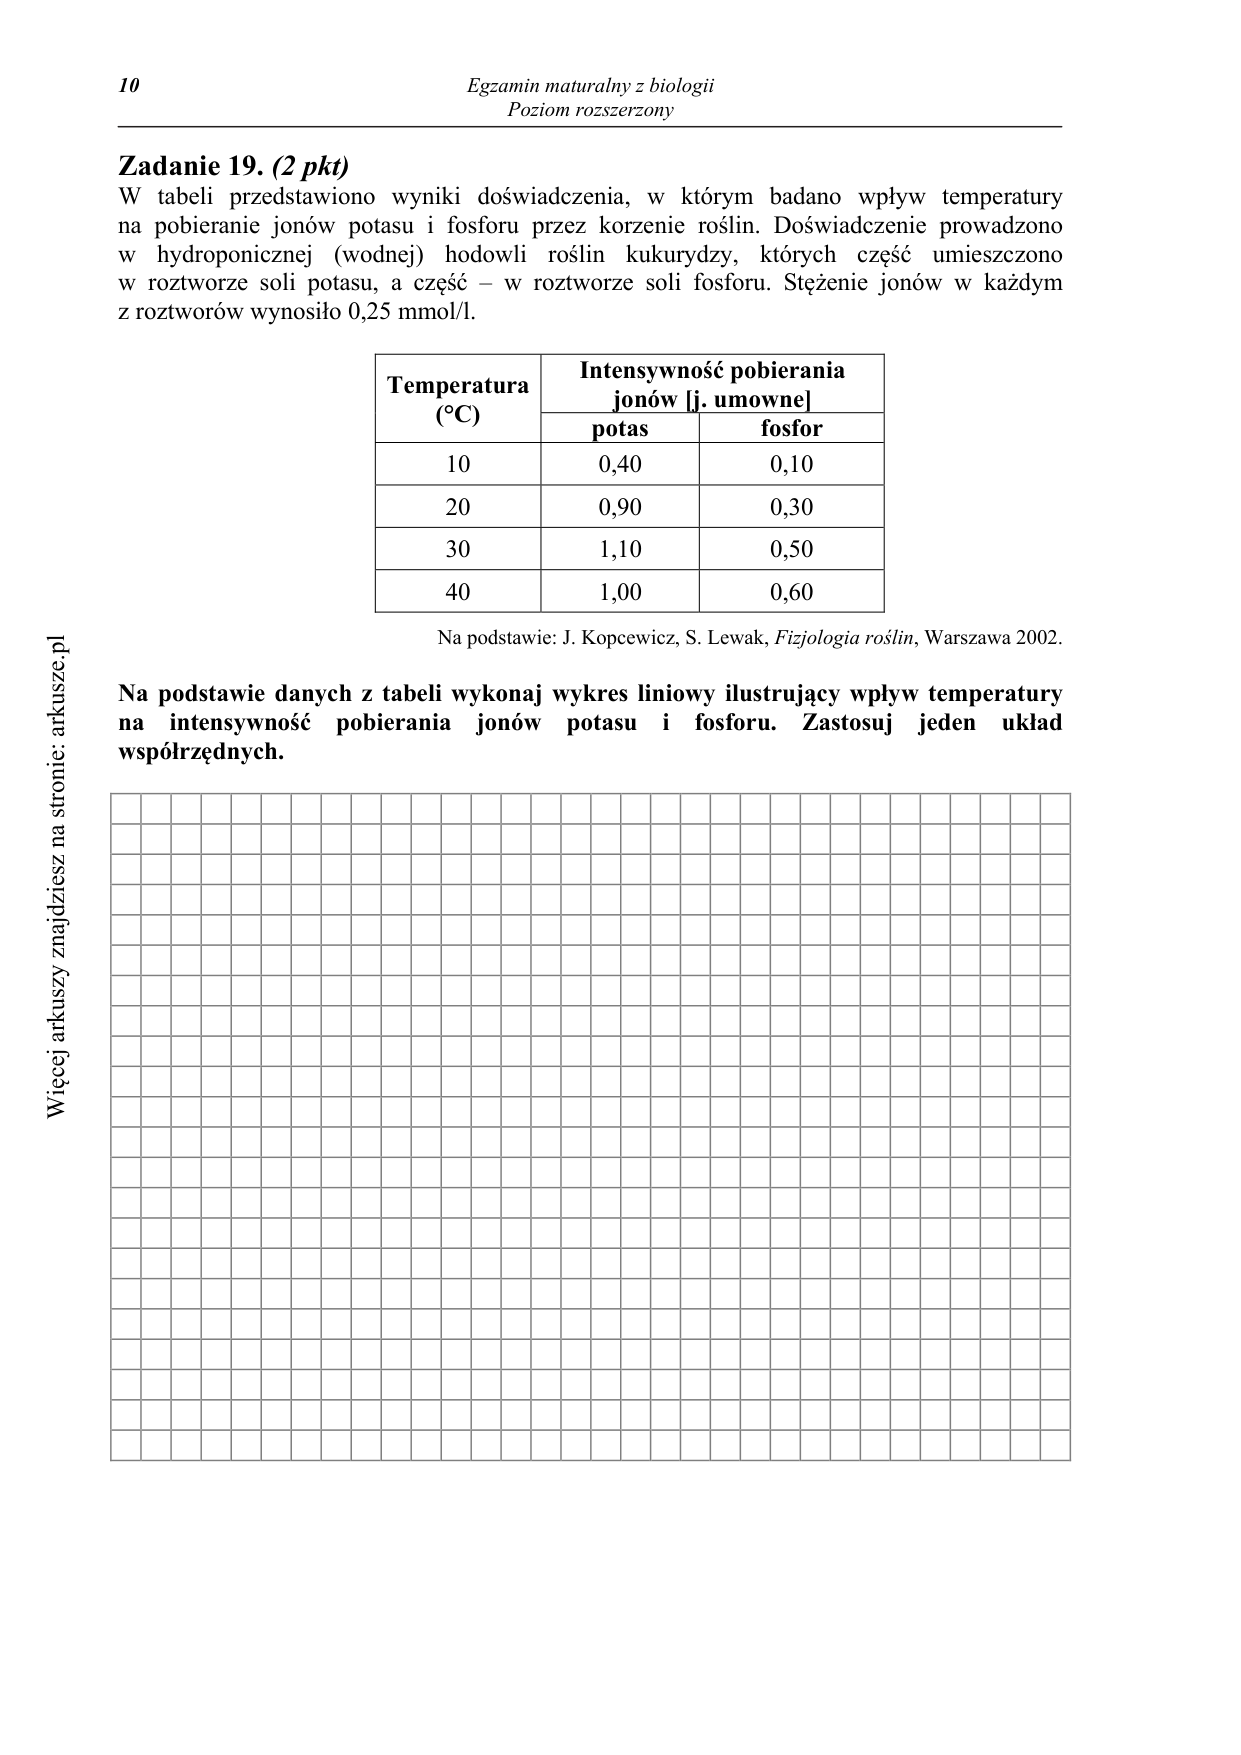 10
Egzamin maturalny z biologii
Poziom rozszerzony
Zadanie 19. (2 pkt)
W tabeli przedstawiono wyniki doświadczenia, w którym badano wpływ temperatury
na pobieranie jonów potasu i fosforu przez korzenie roślin. Doświadczenie prowadzono
w hydroponicznej (wodnej) hodowli roślin kukurydzy, których część umieszczono
w roztworze soli potasu, a część – w roztworze soli fosforu. Stężenie jonów w każdym
z roztworów wynosiło 0,25 mmol/l.
Temperatura
(°C)
Intensywność pobierania
jonów [j. umowne]
potas fosfor
10 0,40 0,10
20 0,90 0,30
30 1,10 0,50
40 1,00 0,60
Na podstawie: J. Kopcewicz, S. Lewak, Fizjologia roślin, Warszawa 2002.
Na podstawie danych z tabeli wykonaj wykres liniowy ilustrujący wpływ temperatury
na intensywność pobierania jonów potasu i fosforu. Zastosuj jeden układ
współrzędnych.
Więcej arkuszy znajdziesz na stronie: arkusze.pl